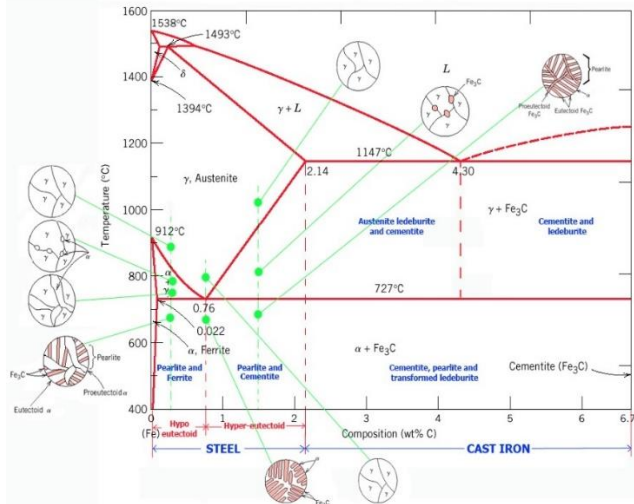 1600
1538°C
1493°C
L
Fe₃C
Pearlite
δ
1400
γ + L
Proeutectoid
Fe₃C
Eutectoid Fe₃C
1394°C
1200
1147°C
2.14
4.30
γ, Austenite
γ + Fe₃C
Temperature (°C)
1000
912°C
Austenite ledeburite
and cementite
Cementite and
ledeburite
α
+
γ
800
727°C
0.76
0.022
α, Ferrite
α + Fe₃C
600
Pearlite
Fe₃C
Proeutectoid α
Eutectoid α
Pearlite and
Ferrite
Pearlite and
Cementite
Cementite, pearlite and
transformed ledeburite
Cementite (Fe₃C)
400
0
1
2
3
4
5
6
6.7
(Fe)
Hypo
eutectoid
Hyper-eutectoid
Composition (wt% C)
STEEL
CAST IRON
γ γ γ γ
γ γ γ γ
γ γ γ γ
α
γ γ γ γ
γ γ γ γ
γ γ γ γ
α
Fe₃C